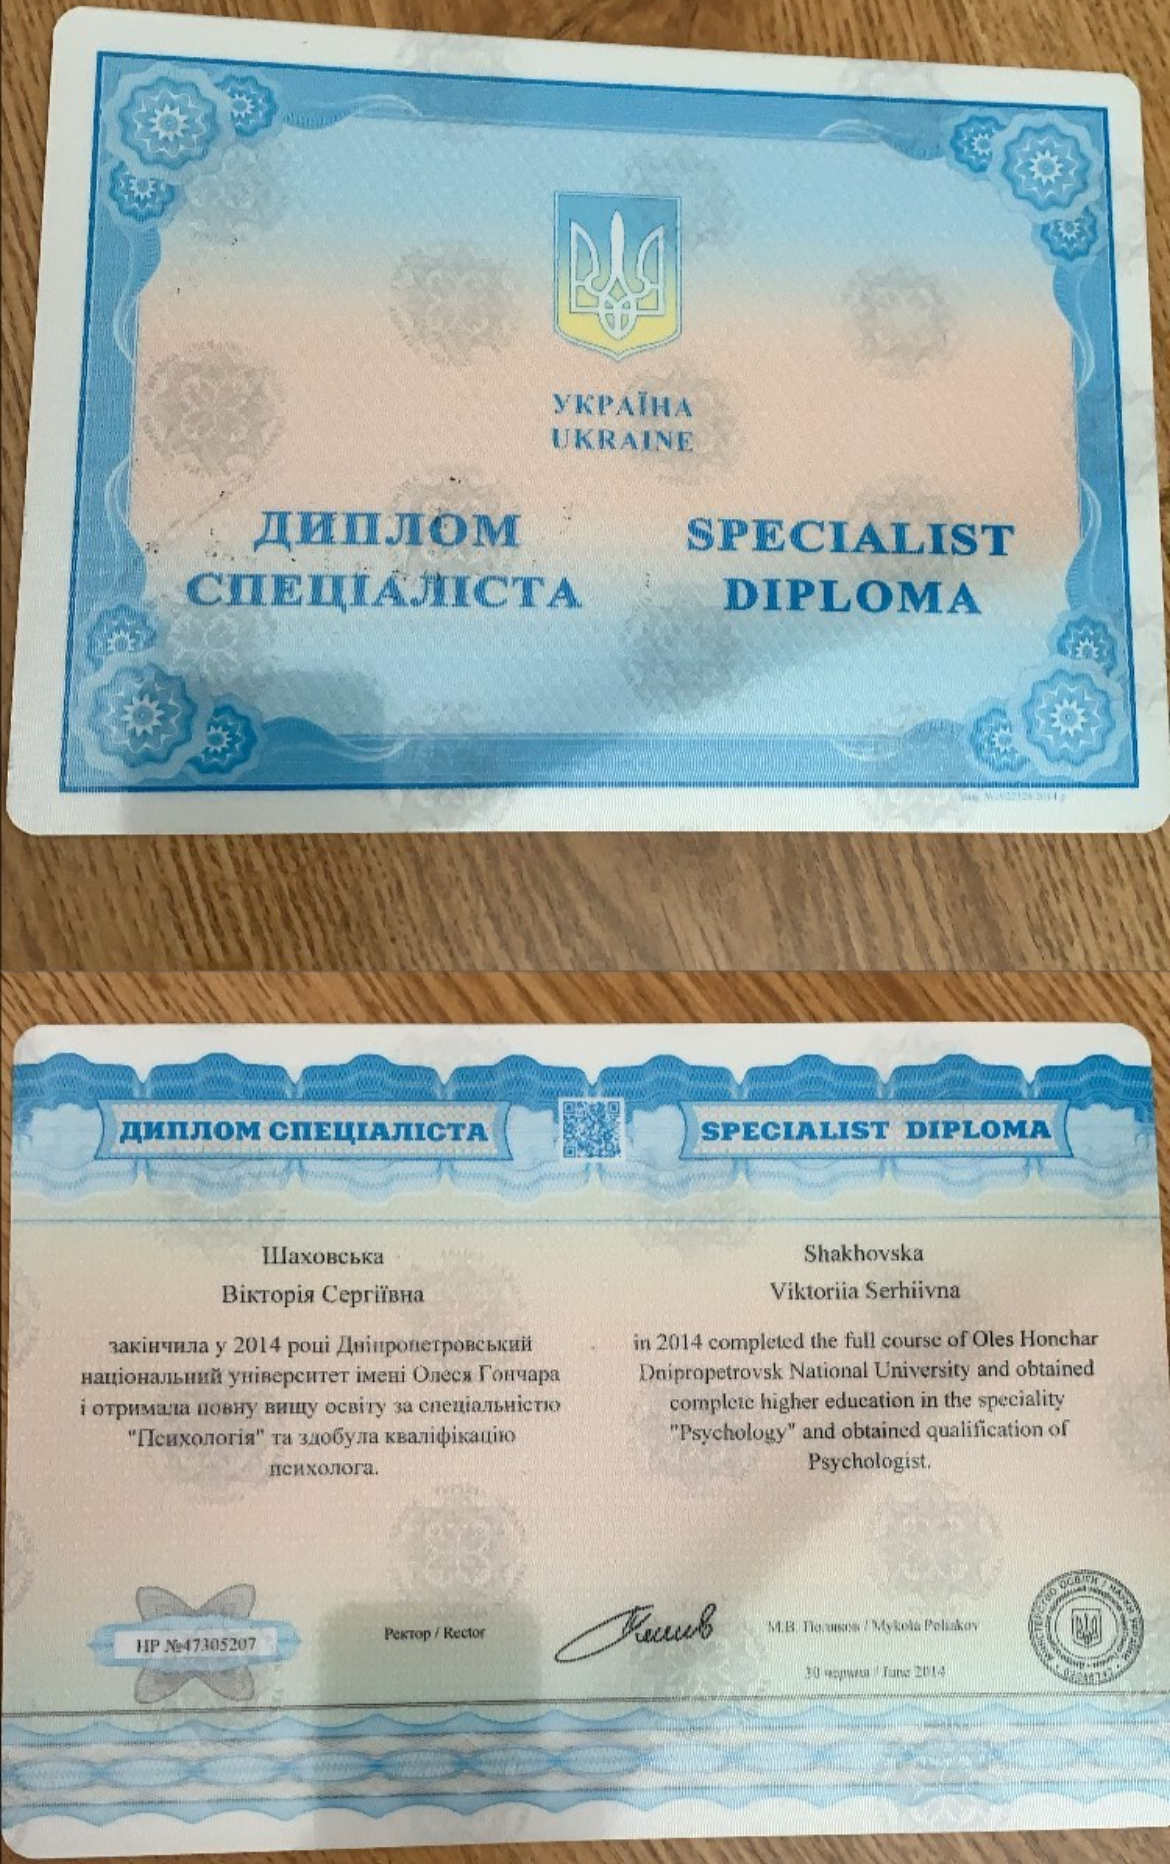 УКРАЇНА
UKRAINE
ДИПЛОМ
СПЕЦІАЛІСТА
SPECIALIST
DIPLOMA
ДИПЛОМ СПЕЦІАЛІСТА
SPECIALIST DIPLOMA
Шаховська
Вікторія Сергіївна
закінчила у 2014 році Дніпропетровський
національний університет імені Олеся Гончара
і отримала повну вищу освіту за спеціальністю
"Психологія" та здобула кваліфікацію
психолога.
Shakhovska
Viktoriia Serhiivna
in 2014 completed the full course of Oles Honchar
Dnipropetrovsk National University and obtained
complete higher education in the speciality
"Psychology" and obtained qualification of
Psychologist.
НР №47305207
Ректор / Rector
М.В. Поляков / Mykola Poliakov
30 червня / June 2014